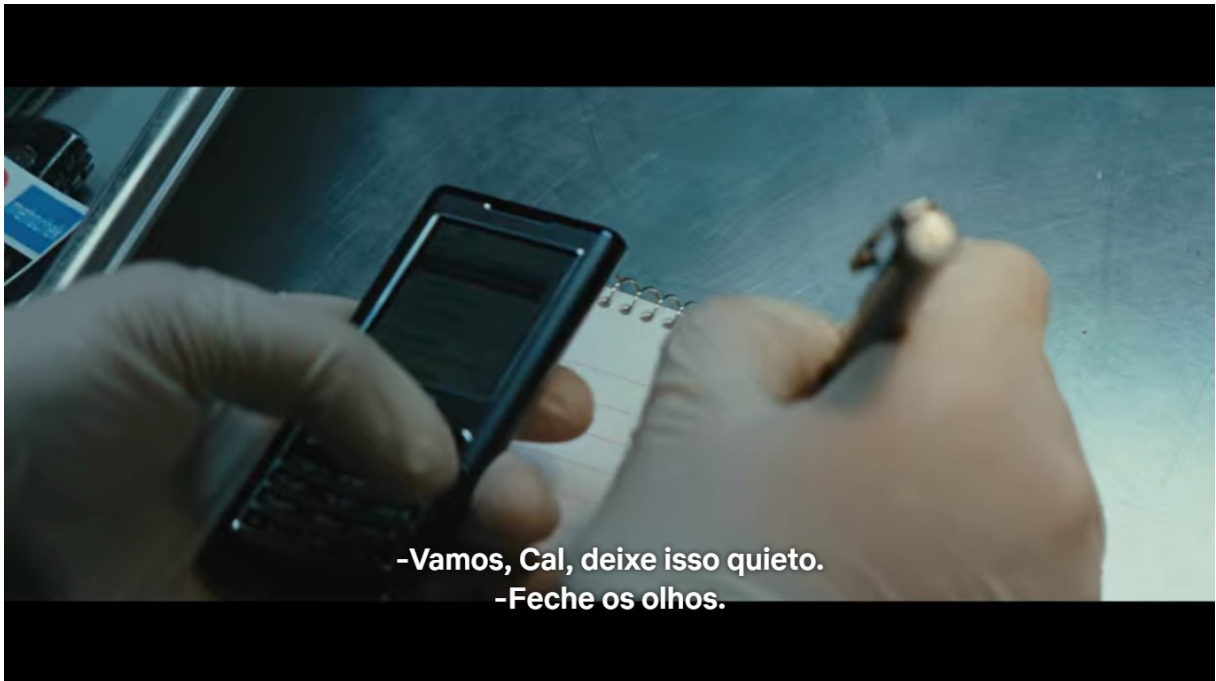 -Vamos, Cal, deixe isso quieto.
-Feche os olhos.